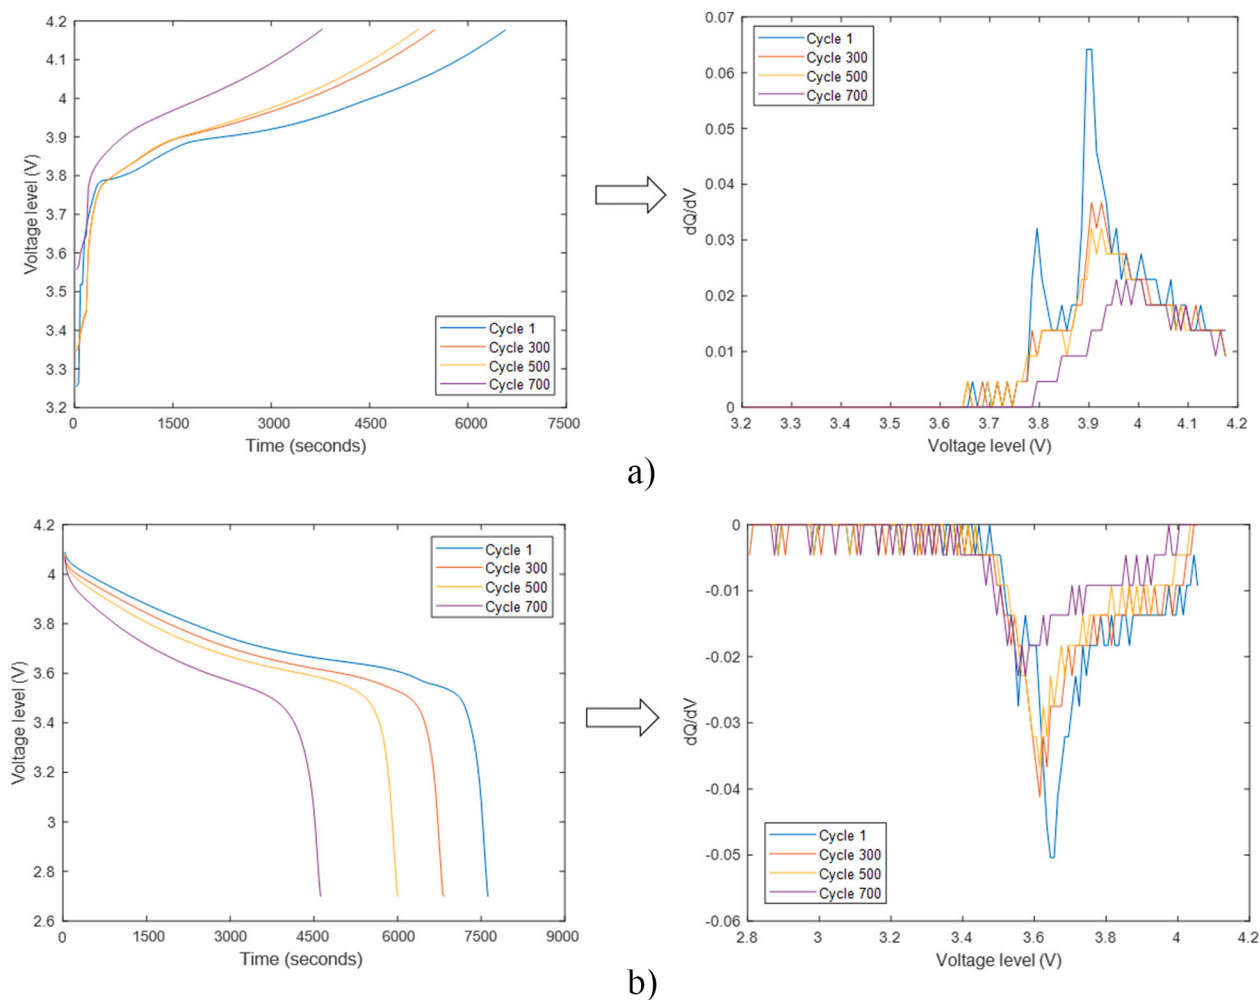 4.2
4.1
4
3.9
3.8
3.7
3.6
3.5
3.4
3.3
3.2
Voltage level (V)
0
1500
3000
4500
6000
7500
Time (seconds)
Cycle 1
Cycle 300
Cycle 500
Cycle 700
0.07
0.06
0.05
0.04
0.03
0.02
0.01
0
dQ/dV
3.2
3.3
3.4
3.5
3.6
3.7
3.8
3.9
4
4.1
4.2
Voltage level (V)
Cycle 1
Cycle 300
Cycle 500
Cycle 700
a)
4.2
4
3.8
3.6
3.4
3.2
3
2.8
2.6
Voltage level (V)
0
1500
3000
4500
6000
7500
9000
Time (seconds)
Cycle 1
Cycle 300
Cycle 500
Cycle 700
0
-0.01
-0.02
-0.03
-0.04
-0.05
-0.06
dQ/dV
2.8
3
3.2
3.4
3.6
3.8
4
4.2
Voltage level (V)
Cycle 1
Cycle 300
Cycle 500
Cycle 700
b)